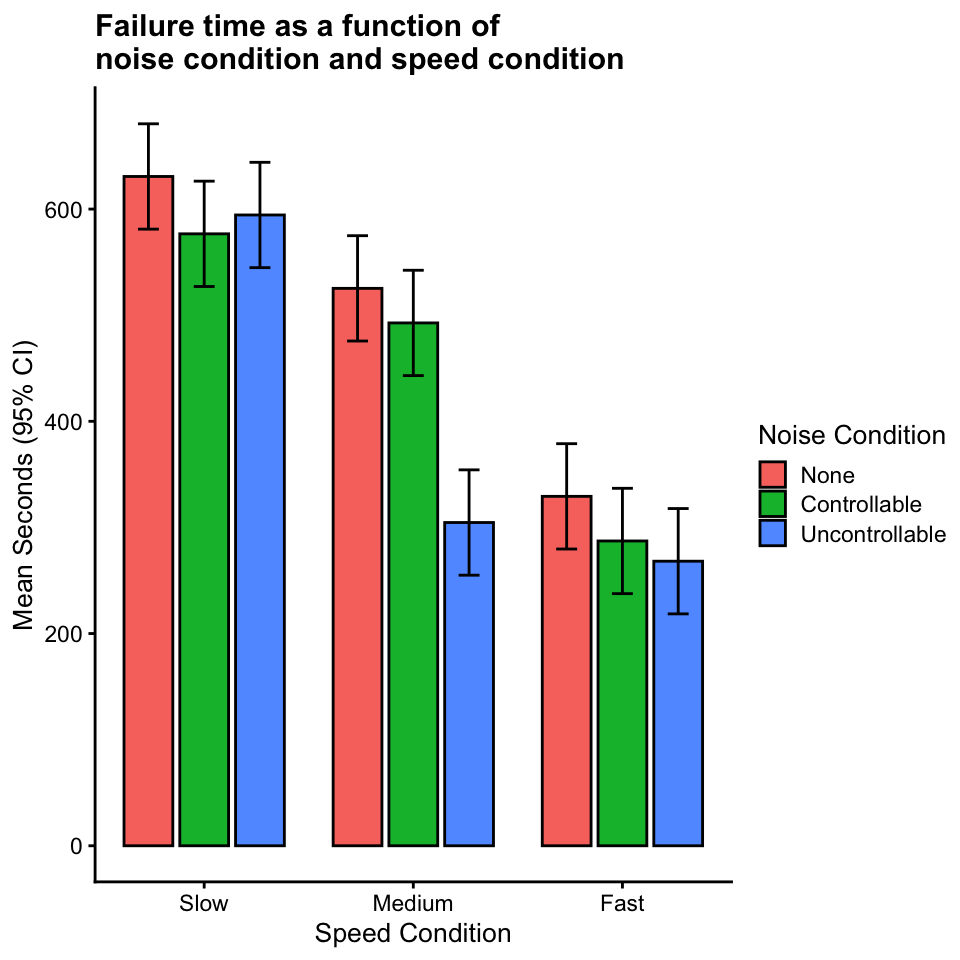 Failure time as a function of
noise condition and speed condition
Mean Seconds (95% CI)
600
400
200
0
Slow Medium Fast
Speed Condition
Noise Condition
None
Controllable
Uncontrollable